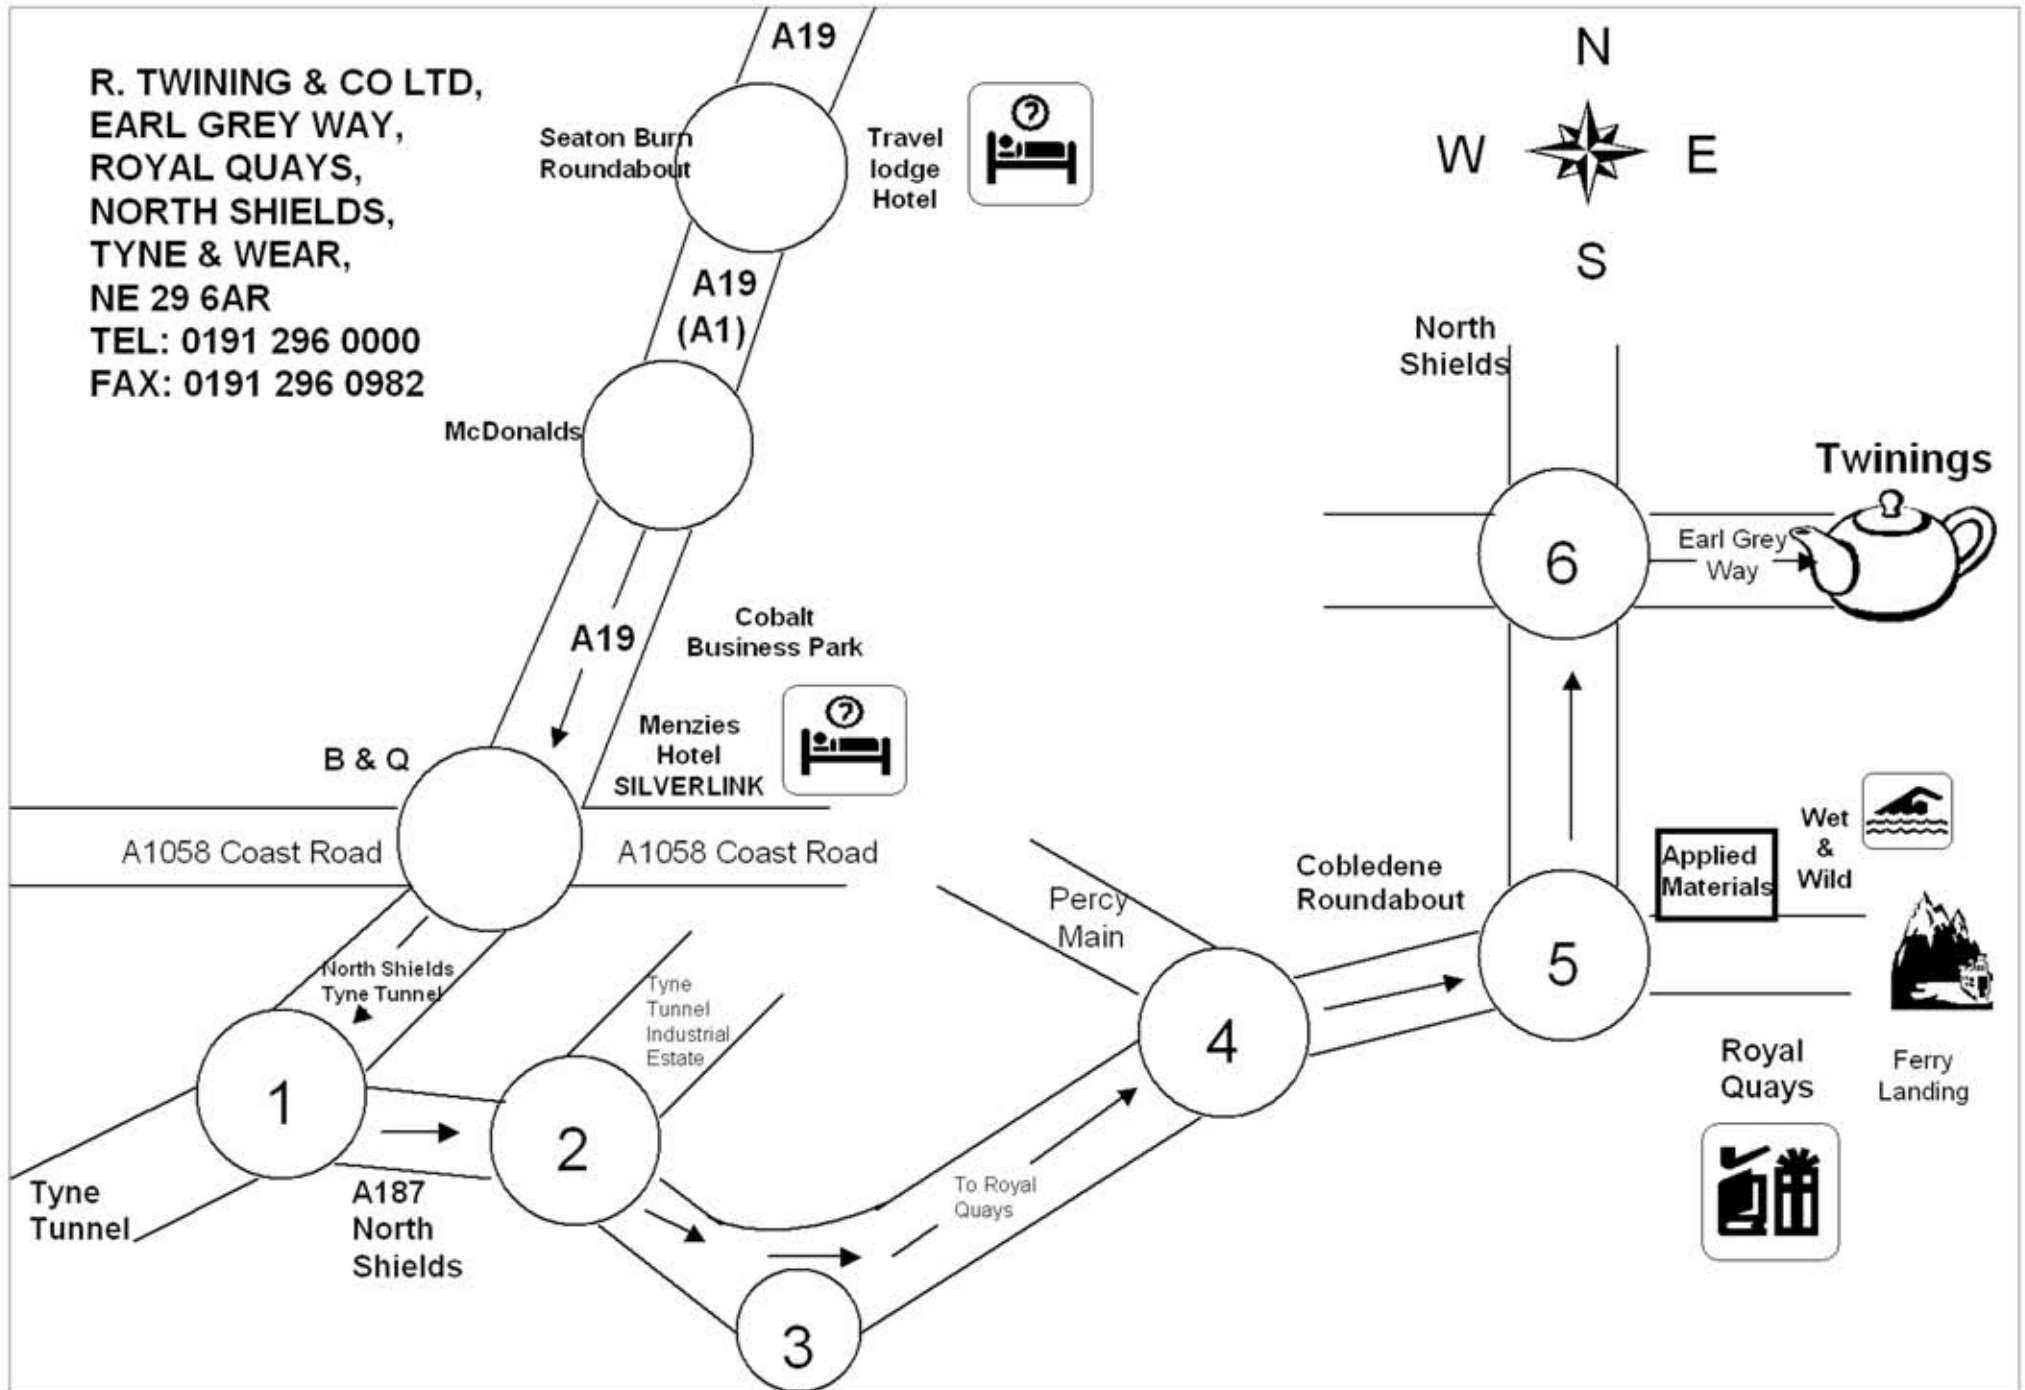 R. TWINING & CO LTD,
EARL GREY WAY,
ROYAL QUAYS,
NORTH SHIELDS,
TYNE & WEAR,
NE 29 6AR
TEL: 0191 296 0000
FAX: 0191 296 0982
A19
Seaton Burn
Roundabout
Travel
lodge
Hotel
?
N
W
E
S
A19
(A1)
McDonalds
North
Shields
Twinings
6
Earl Grey
Way
A19
Cobalt
Business Park
Menzies
Hotel
SILVERLINK
?
B & Q
A1058 Coast Road
A1058 Coast Road
North Shields
Tyne Tunnel
Tyne
Tunnel
Industrial
Estate
Percy
Main
Cobledene
Roundabout
Applied
Materials
Wet
&
Wild
1
2
3
4
5
Tyne
Tunnel
A187
North
Shields
To Royal
Quays
Royal
Quays
Ferry
Landing